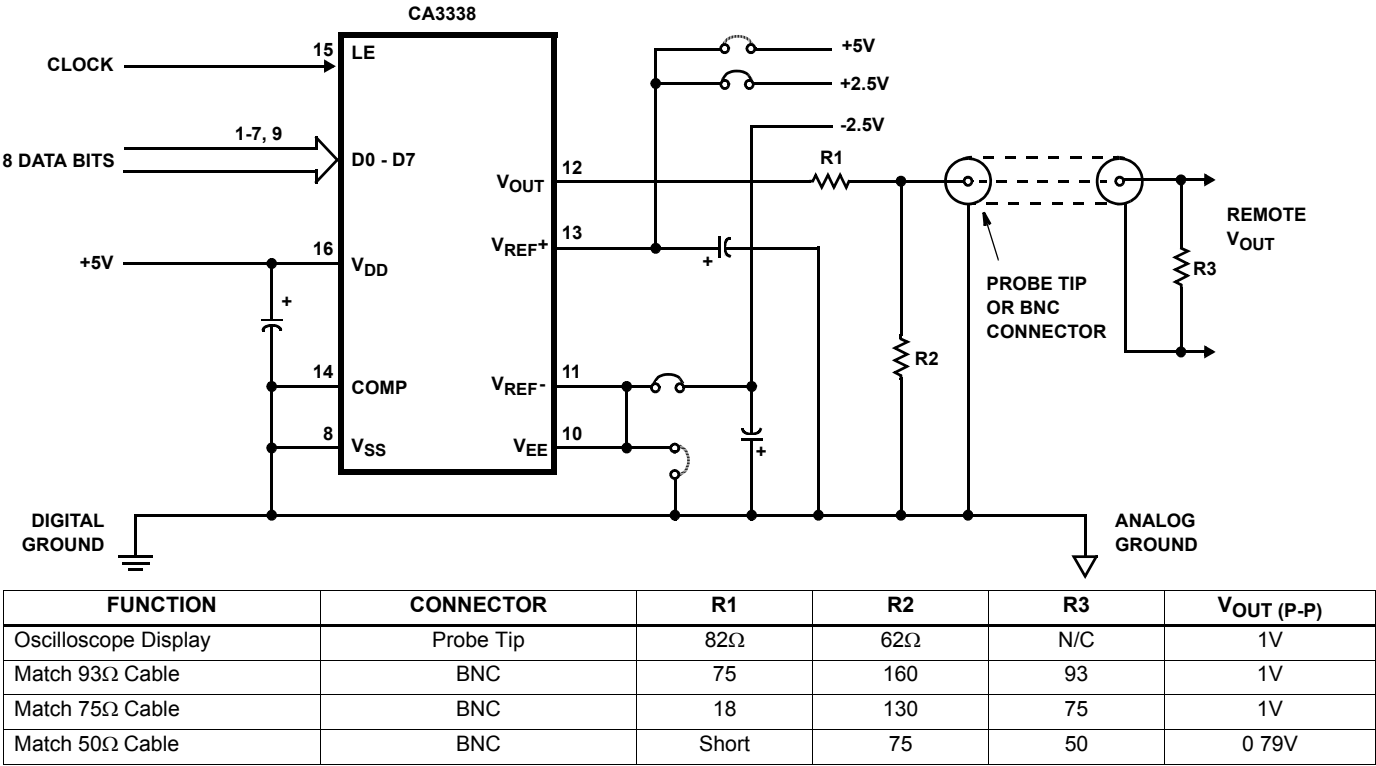 CA3338
CLOCK
15
LE
8 DATA BITS
1-7, 9
D0 - D7
+5V
16
VDD
14
COMP
8
VSS
VOUT
12
VREF+
13
+
VREF-
11
VEE
10
+5V
+2.5V
-2.5V
R1
R2
+
+
PROBE TIP
OR BNC
CONNECTOR
REMOTE
VOUT
R3
DIGITAL
GROUND
ANALOG
GROUND
FUNCTION CONNECTOR R1 R2 R3 VOUT (P-P)
Oscilloscope Display Probe Tip 82Ω 62Ω N/C 1V
Match 93Ω Cable BNC 75 160 93 1V
Match 75Ω Cable BNC 18 130 75 1V
Match 50Ω Cable BNC Short 75 50 0 79V